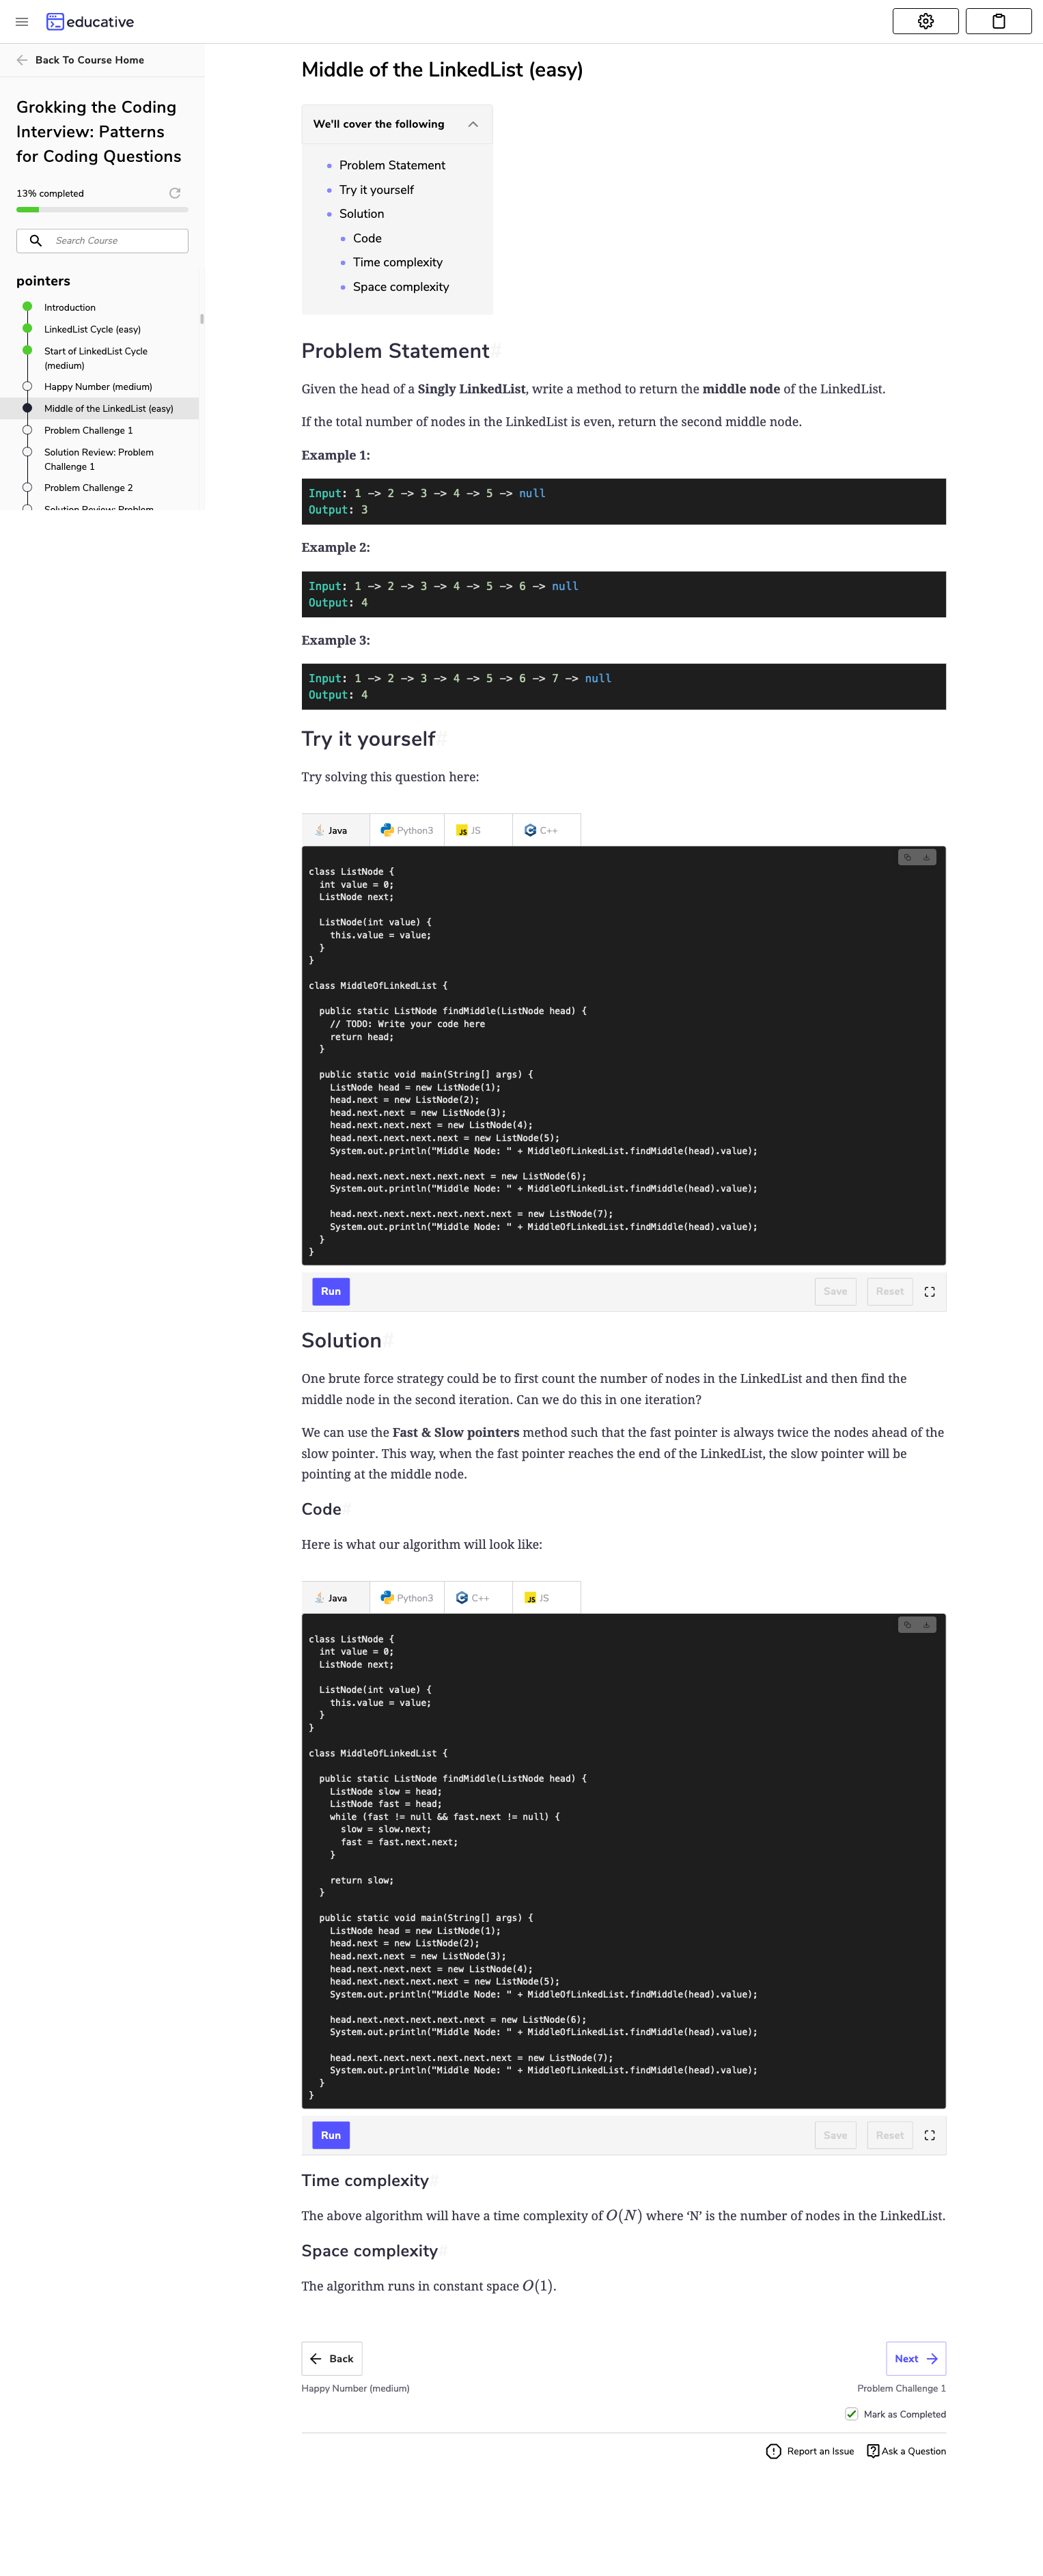 educative
Back To Course Home
Grokking the Coding
Interview: Patterns
for Coding Questions
13% completed
Search Course
pointers
Introduction
LinkedList Cycle (easy)
Start of LinkedList Cycle
(medium)
Happy Number (medium)
Middle of the LinkedList (easy)
Problem Challenge 1
Solution Review: Problem
Challenge 1
Problem Challenge 2
Solution Review: Problem
Middle of the LinkedList (easy)
We'll cover the following
Problem Statement
Try it yourself
Solution
Code
Time complexity
Space complexity
Problem Statement#
Given the head of a Singly LinkedList, write a method to return the middle node of the LinkedList.
If the total number of nodes in the LinkedList is even, return the second middle node.
Example 1:
Input: 1 -> 2 -> 3 -> 4 -> 5 -> null
Output: 3
Example 2:
Input: 1 -> 2 -> 3 -> 4 -> 5 -> 6 -> null
Output: 4
Example 3:
Input: 1 -> 2 -> 3 -> 4 -> 5 -> 6 -> 7 -> null
Output: 4
Try it yourself#
Try solving this question here:
Java Python3 JS JS C++
class ListNode {
int value = 0;
ListNode next;
ListNode(int value) {
this.value = value;
}
}
class MiddleOfLinkedList {
public static ListNode findMiddle(ListNode head) {
// TODO: Write your code here
return head;
}
public static void main(String[] args) {
ListNode head = new ListNode(1);
head.next = new ListNode(2);
head.next.next = new ListNode(3);
head.next.next.next = new ListNode(4);
head.next.next.next.next = new ListNode(5);
System.out.println("Middle Node: " + MiddleOfLinkedList.findMiddle(head).value);
head.next.next.next.next.next = new ListNode(6);
System.out.println("Middle Node: " + MiddleOfLinkedList.findMiddle(head).value);
head.next.next.next.next.next.next = new ListNode(7);
System.out.println("Middle Node: " + MiddleOfLinkedList.findMiddle(head).value);
}
}
Run Save Reset
Solution#
One brute force strategy could be to first count the number of nodes in the LinkedList and then find the
middle node in the second iteration. Can we do this in one iteration?
We can use the Fast & Slow pointers method such that the fast pointer is always twice the nodes ahead of the
slow pointer. This way, when the fast pointer reaches the end of the LinkedList, the slow pointer will be
pointing at the middle node.
Code#
Here is what our algorithm will look like:
Java Python3 C++ JS JS
class ListNode {
int value = 0;
ListNode next;
ListNode(int value) {
this.value = value;
}
}
class MiddleOfLinkedList {
public static ListNode findMiddle(ListNode head) {
ListNode slow = head;
ListNode fast = head;
while (fast != null && fast.next != null) {
slow = slow.next;
fast = fast.next.next;
}
return slow;
}
public static void main(String[] args) {
ListNode head = new ListNode(1);
head.next = new ListNode(2);
head.next.next = new ListNode(3);
head.next.next.next = new ListNode(4);
head.next.next.next.next = new ListNode(5);
System.out.println("Middle Node: " + MiddleOfLinkedList.findMiddle(head).value);
head.next.next.next.next.next = new ListNode(6);
System.out.println("Middle Node: " + MiddleOfLinkedList.findMiddle(head).value);
head.next.next.next.next.next.next = new ListNode(7);
System.out.println("Middle Node: " + MiddleOfLinkedList.findMiddle(head).value);
}
}
Run Save Reset
Time complexity#
The above algorithm will have a time complexity of O(N) where ‘N’ is the number of nodes in the LinkedList.
Space complexity#
The algorithm runs in constant space O(1).
Back Next
Happy Number (medium) Problem Challenge 1
Mark as Completed
Report an Issue Ask a Question